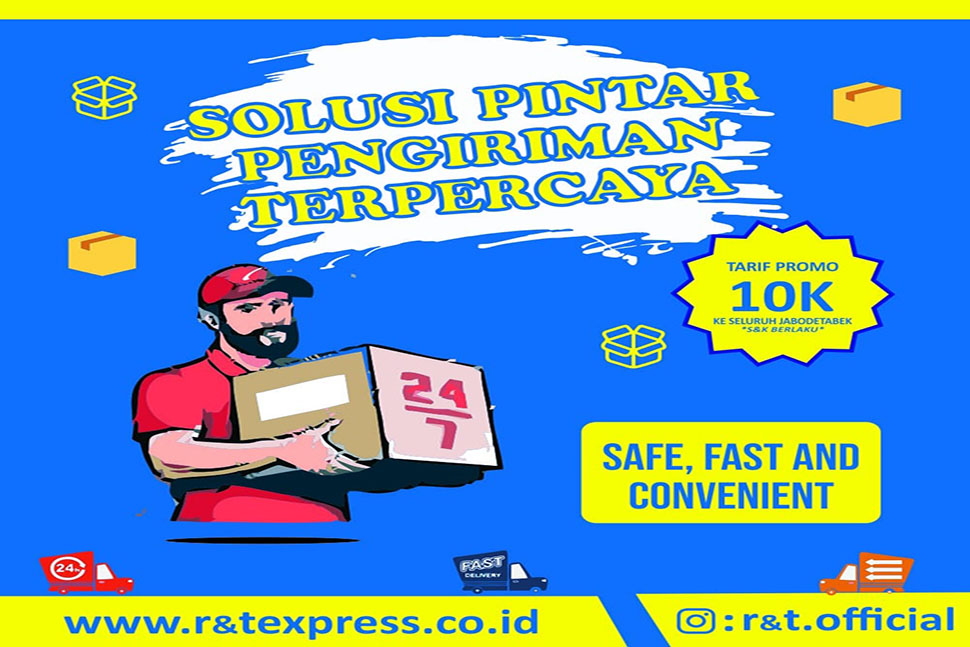 SOLUSI PINTAR
PENGIRIMAN
TERPERCAYA
TARIF PROMO
10K
KE SELURUH JABODETABEK
*S&K BERLAKU*
24
7
SAFE, FAST AND
CONVENIENT
24h
FAST
DELIVERY
www.r&texpress.co.id
: r&t.official